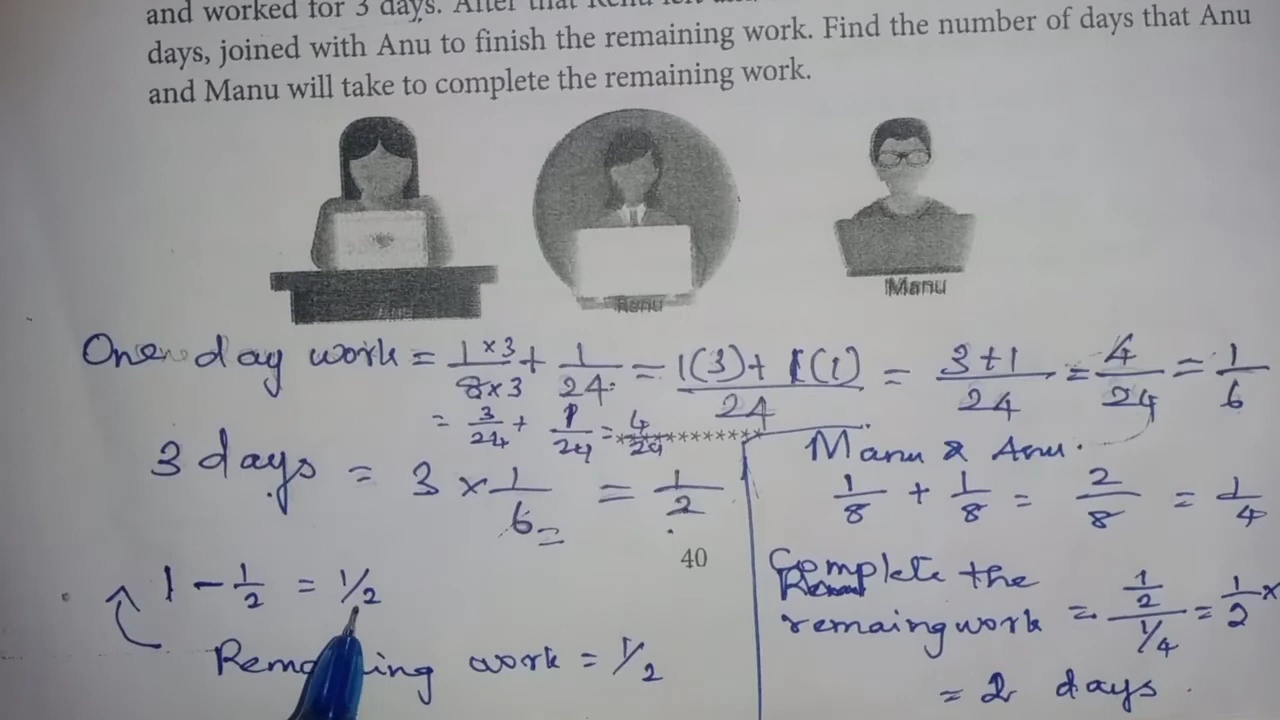 and worked for 3 days. After that Renu left
days, joined with Anu to finish the remaining work. Find the number of days that Anu
and Manu will take to complete the remaining work.
Renu
Manu
One day work = 1×3/8×3 + 1/24 = 1(3)+1(1)/24 = 3+1/24 = 4/24 = 1/6
= 3/24 + 1/24 = 4/24
************
3 days = 3 × 1/6 = 1/2
40
1 - 1/2 = 1/2
Remaining work = 1/2
Manu & Anu.
1/8 + 1/8 = 2/8 = 1/4
Complete the
remaing work = 1/2 / 1/4 = 1/2 ×
= 2 days.